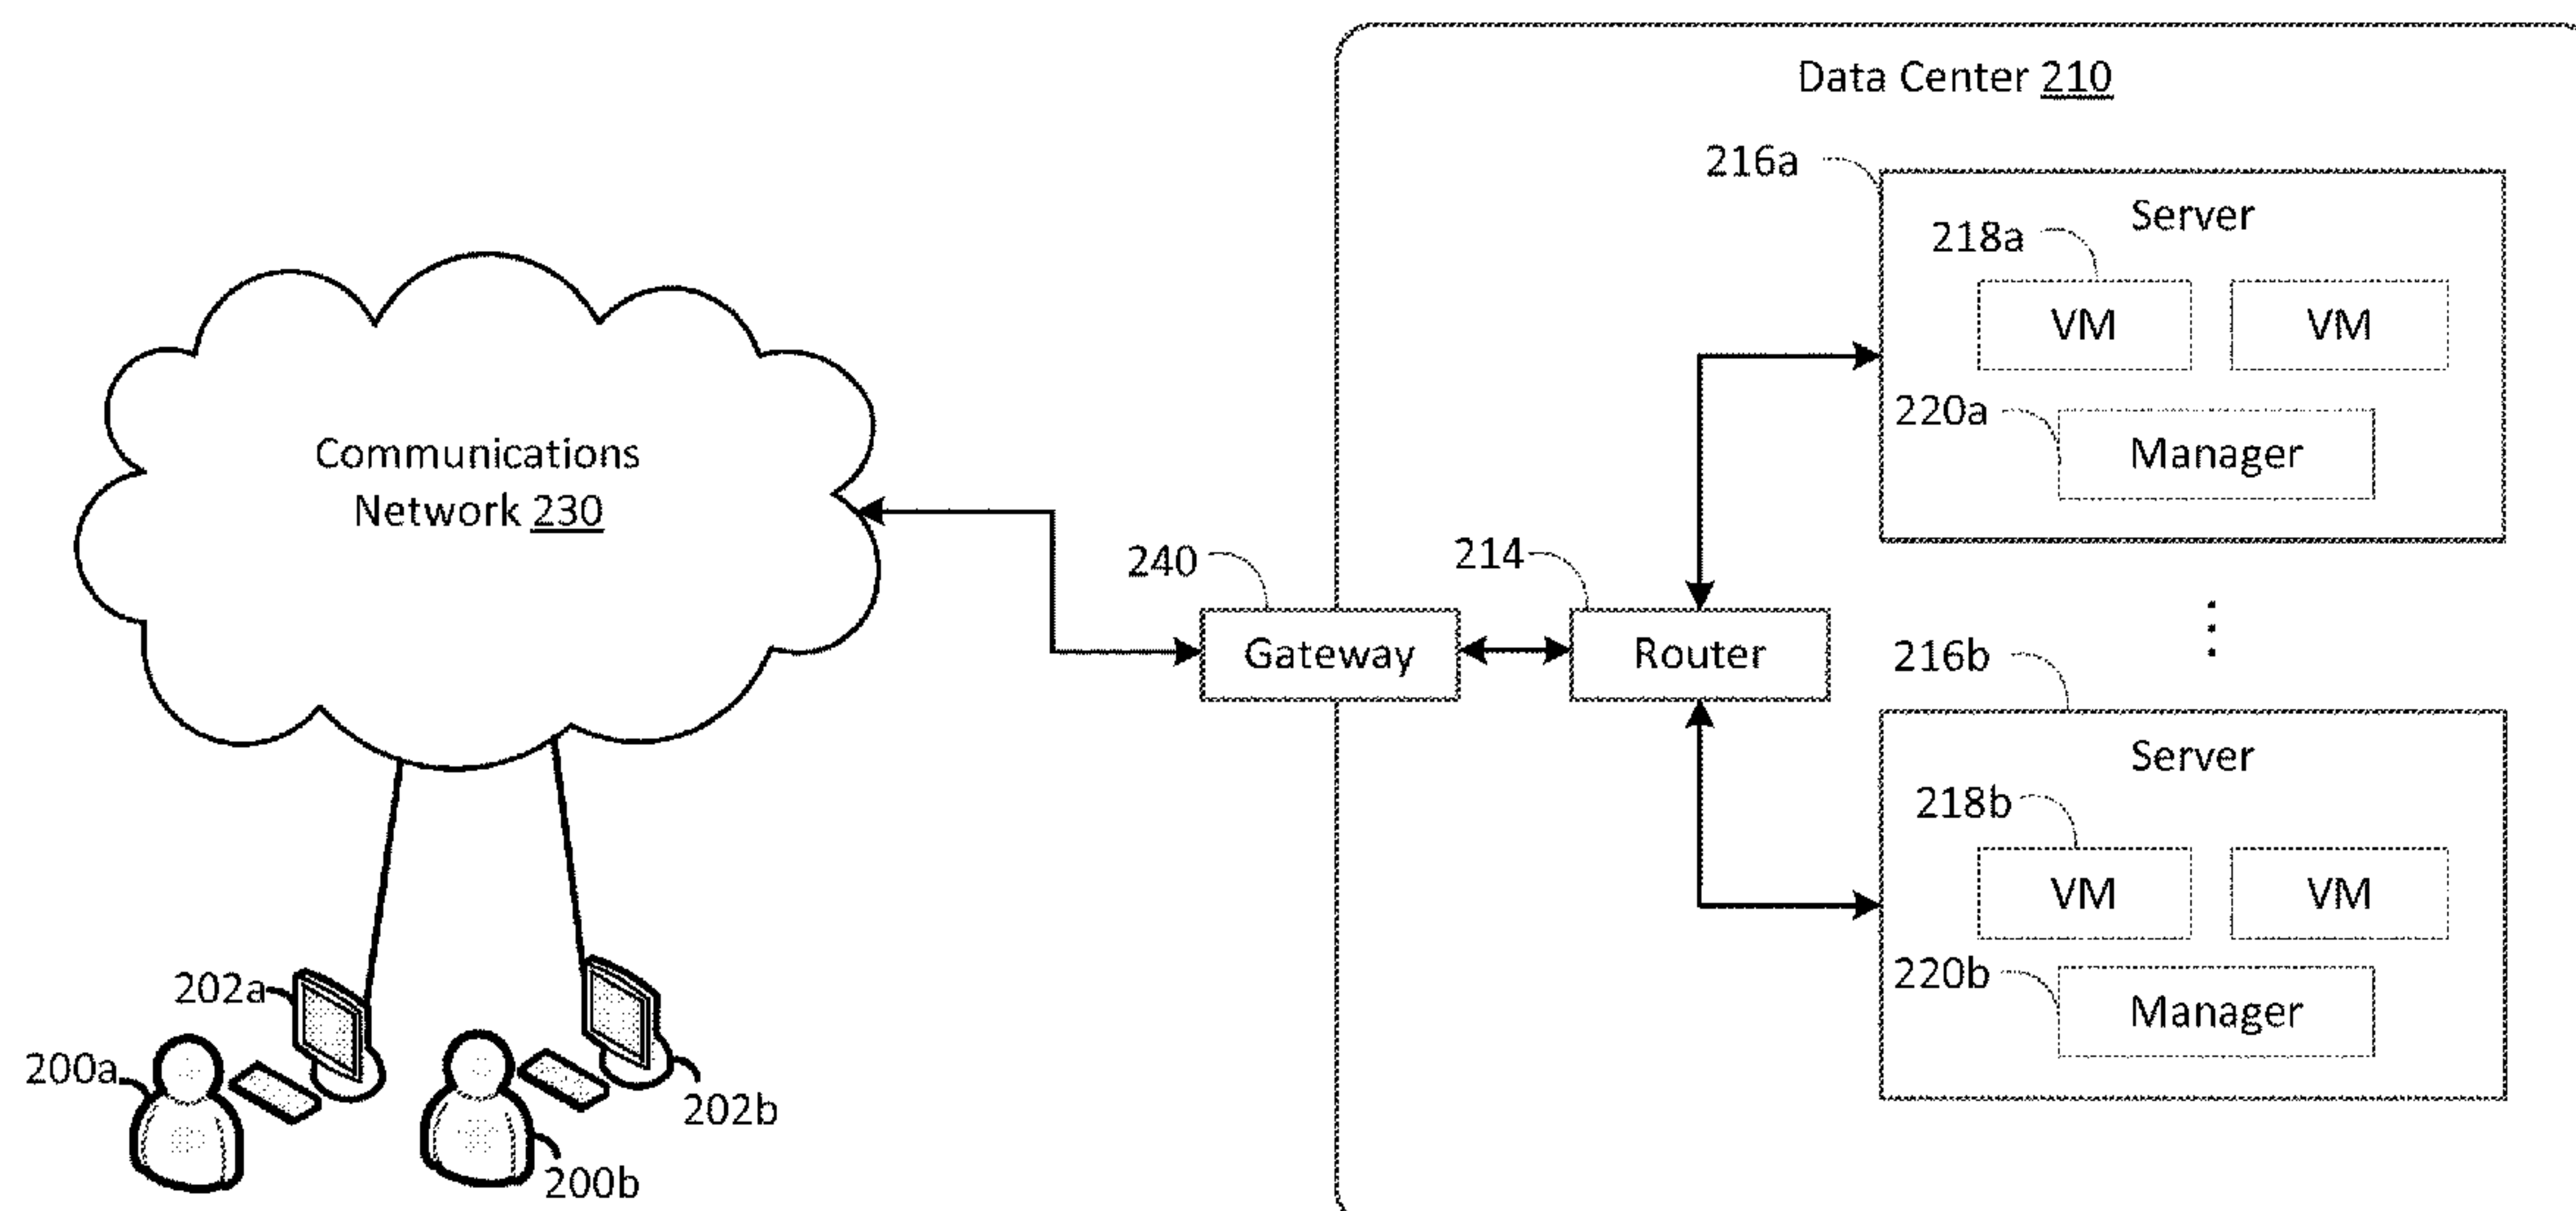 Data Center 210
216a
Server
218a
VM
VM
220a
Manager
Communications
Network 230
240
Gateway
214
Router
216b
Server
218b
VM
VM
220b
Manager
202a
200a
202b
200b